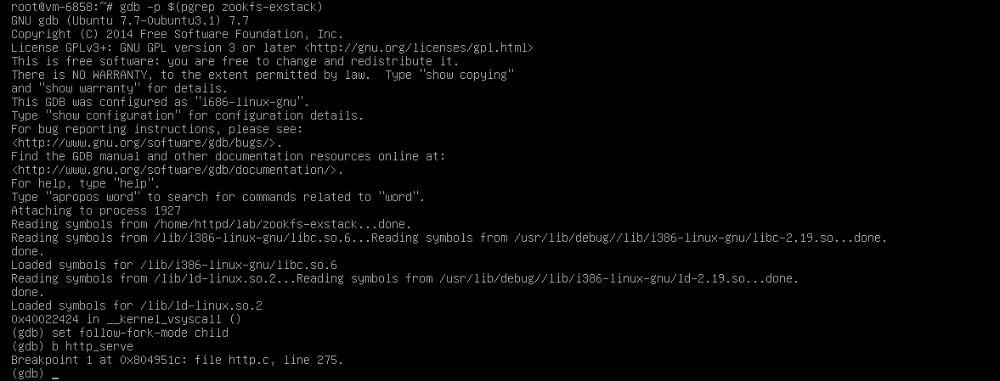 root@vm-6858:~# gdb -p $(pgrep zookfs-exstack)
GNU gdb (Ubuntu 7.7-0ubuntu3.1) 7.7
Copyright (C) 2014 Free Software Foundation, Inc.
License GPLv3+: GNU GPL version 3 or later <http://gnu.org/licenses/gpl.html>
This is free software: you are free to change and redistribute it.
There is NO WARRANTY, to the extent permitted by law.  Type "show copying"
and "show warranty" for details.
This GDB was configured as "i686-linux-gnu".
Type "show configuration" for configuration details.
For bug reporting instructions, please see:
<http://www.gnu.org/software/gdb/bugs/>.
Find the GDB manual and other documentation resources online at:
<http://www.gnu.org/software/gdb/documentation/>.
For help, type "help".
Type "apropos word" to search for commands related to "word".
Attaching to process 1927
Reading symbols from /home/httpd/lab/zookfs-exstack...done.
Reading symbols from /lib/i386-linux-gnu/libc.so.6...Reading symbols from /usr/lib/debug//lib/i386-linux-gnu/libc-2.19.so...done.
done.
Loaded symbols for /lib/i386-linux-gnu/libc.so.6
Reading symbols from /lib/ld-linux.so.2...Reading symbols from /usr/lib/debug//lib/i386-linux-gnu/ld-2.19.so...done.
done.
Loaded symbols for /lib/ld-linux.so.2
0x40022424 in __kernel_vsyscall ()
(gdb) set follow-fork-mode child
(gdb) b http_serve
Breakpoint 1 at 0x804951c: file http.c, line 275.
(gdb) _